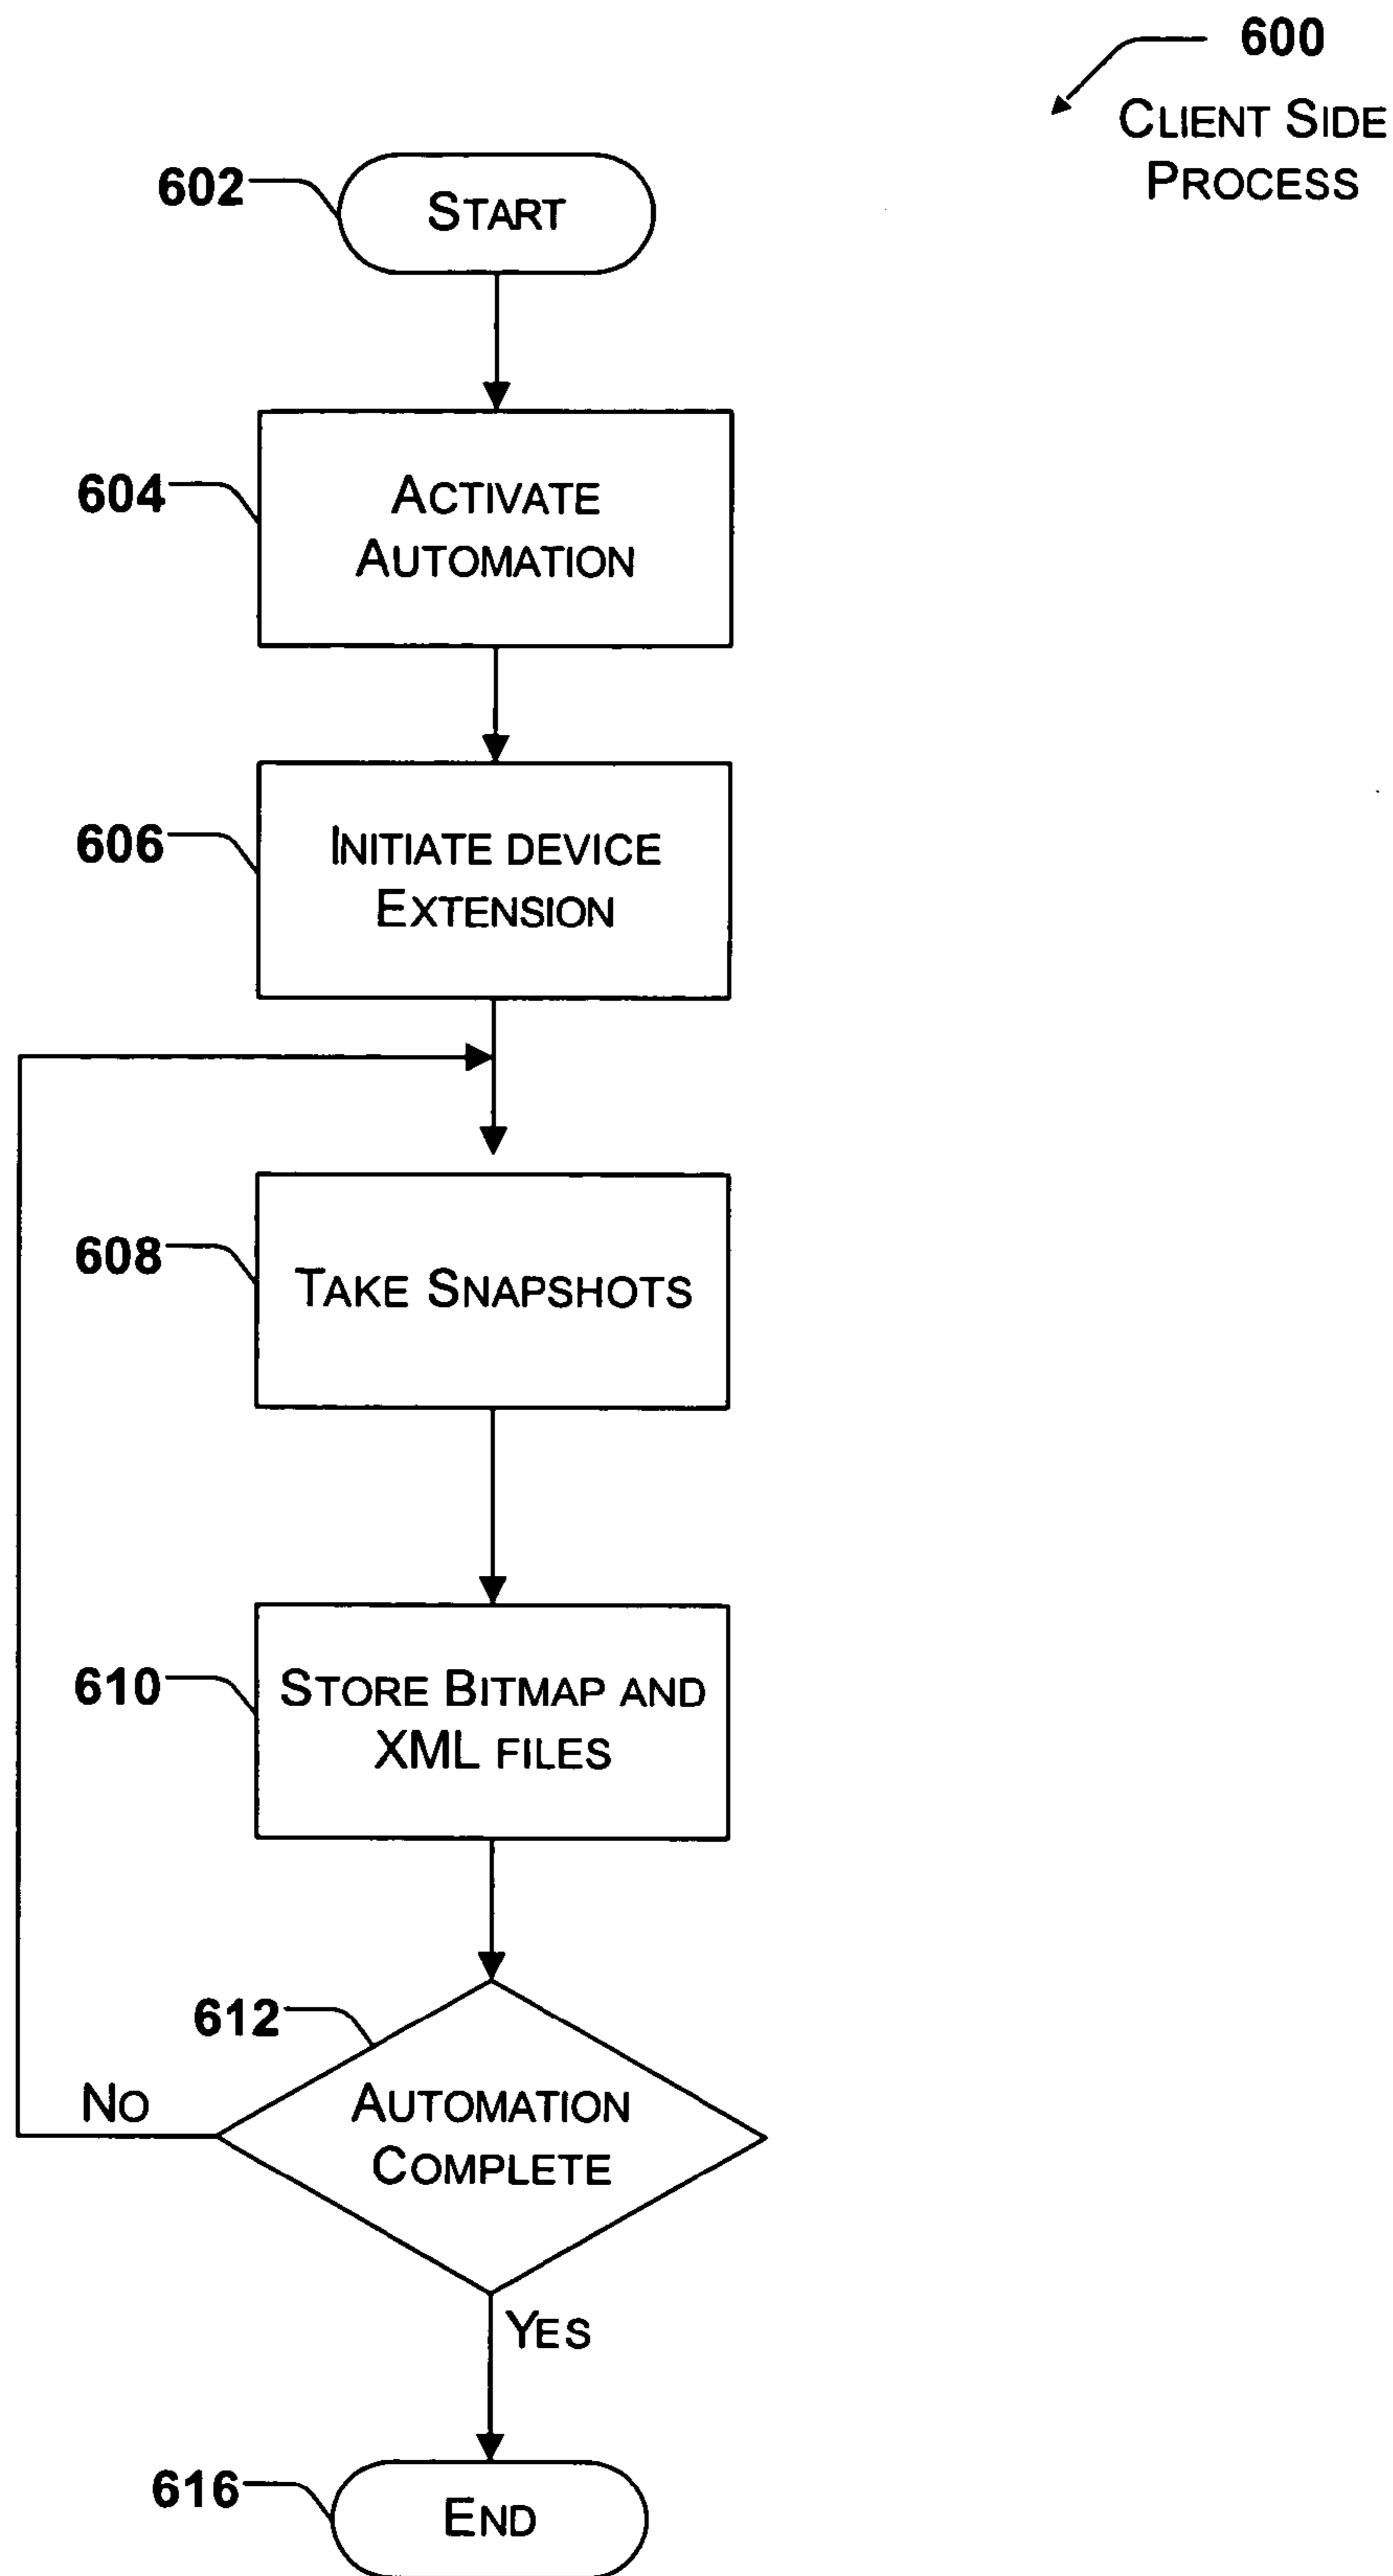 600
CLIENT SIDE
PROCESS
602
START
604
ACTIVATE
AUTOMATION
606
INITIATE DEVICE
EXTENSION
608
TAKE SNAPSHOTS
610
STORE BITMAP AND
XML FILES
612
NO
AUTOMATION
COMPLETE
YES
616
END